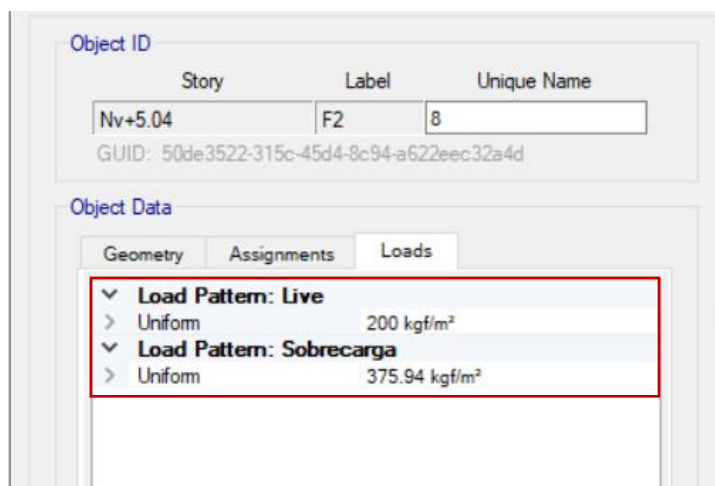 Object ID
Story Label Unique Name
Nv+5.04 F2 8
GUID: 50de3522-315c-45d4-8c94-a622eec32a4d
Object Data
Geometry Assignments Loads
Load Pattern: Live
Uniform 200 kgf/m²
Load Pattern: Sobrecarga
Uniform 375.94 kgf/m²